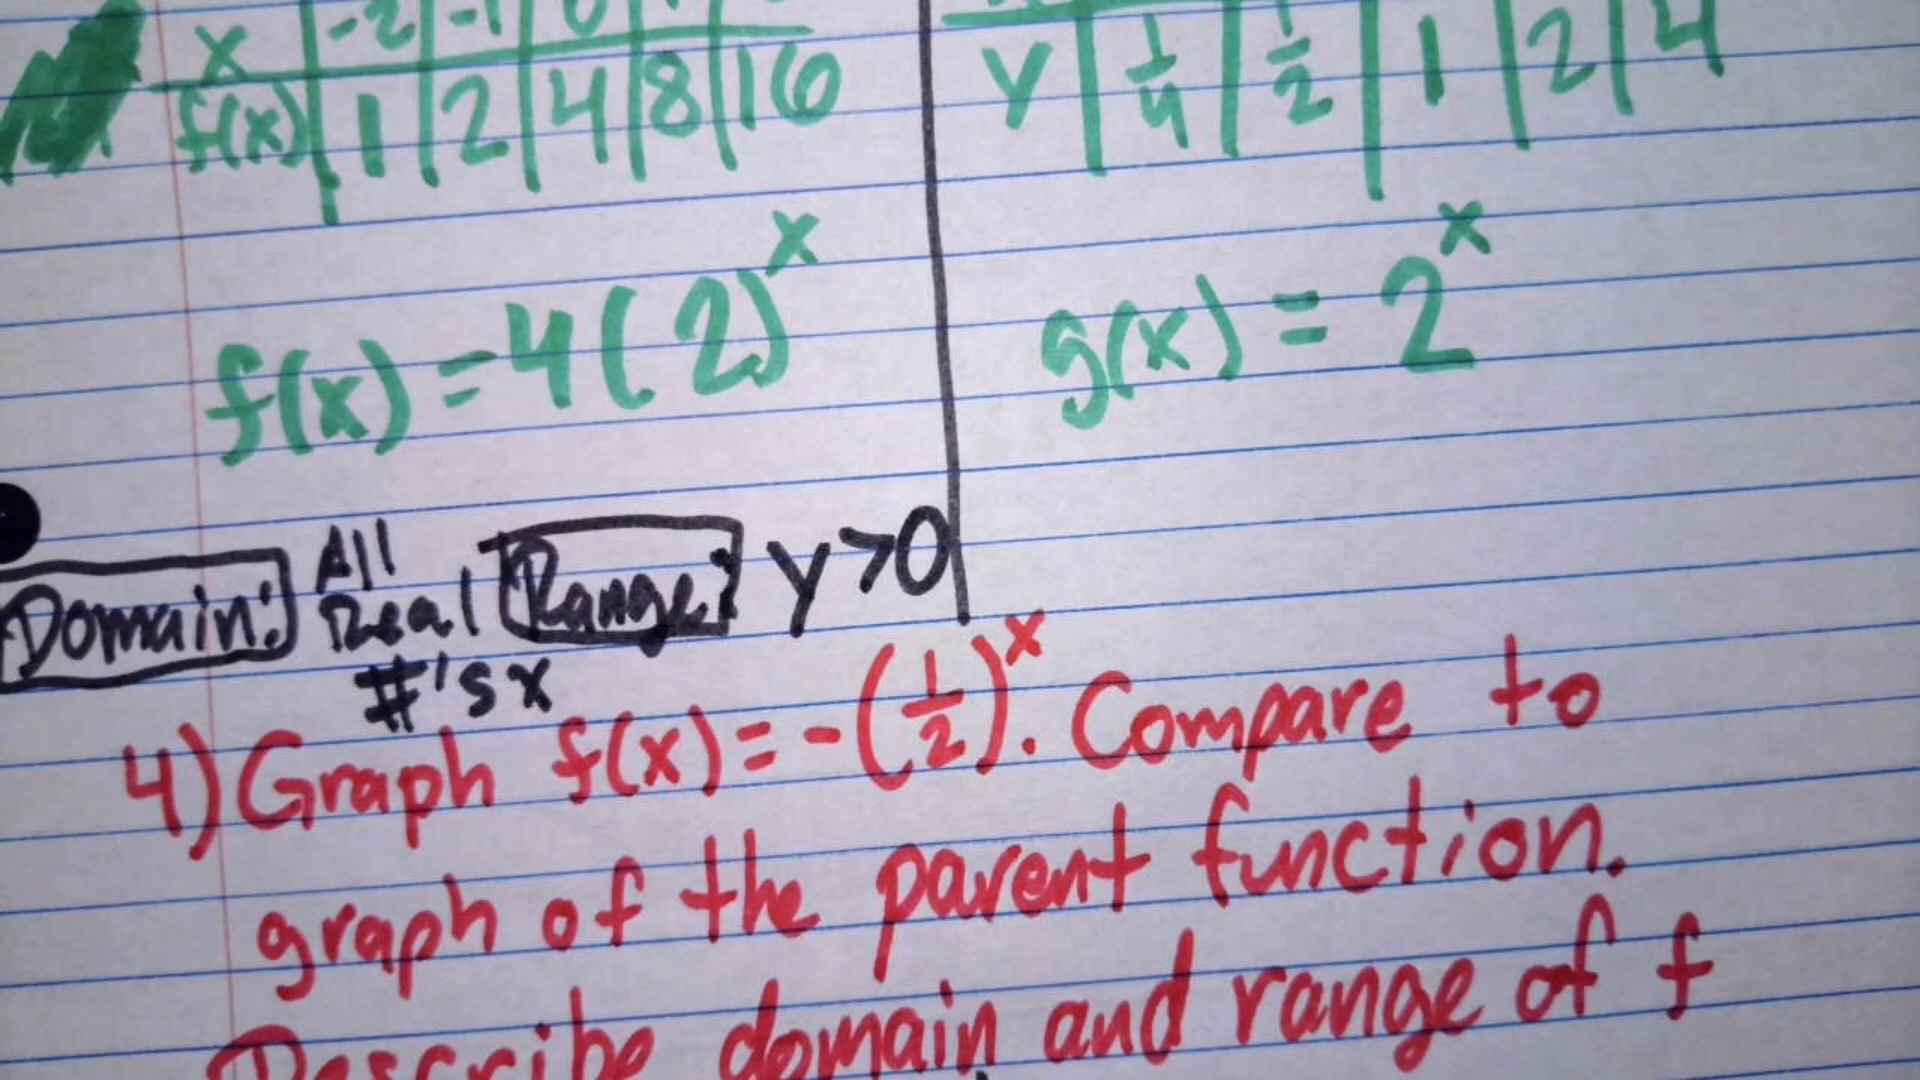 x | -2 | -1 | 0
f(x) | 1 | 2 | 4 | 8 | 16
y | 1/4 | 1/2 | 1 | 2 | 4
f(x) = 4(2)^x
g(x) = 2^x
Domain: All Real #'s x Range: y>0
4) Graph f(x) = -(1/2)^x. Compare to
graph of the parent function.
Describe domain and range of f